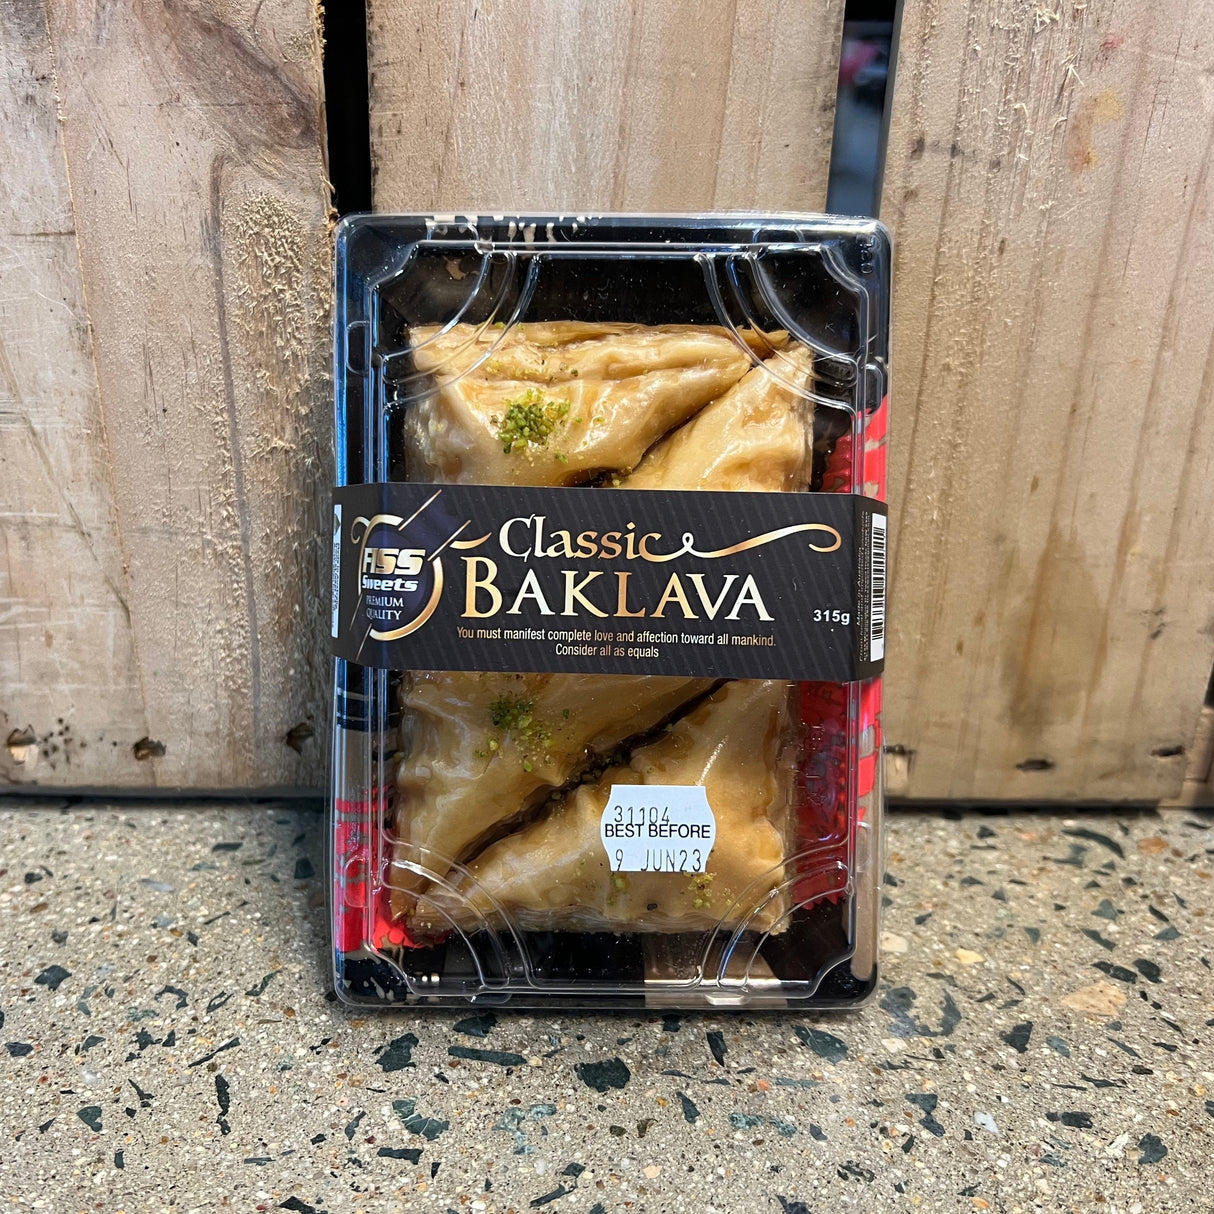 FISS
Sweets
PREMIUM
QUALITY
Classic
BAKLAVA
315g
You must manifest complete love and affection toward all mankind.
Consider all as equals
31104
BEST BEFORE
9 JUN23